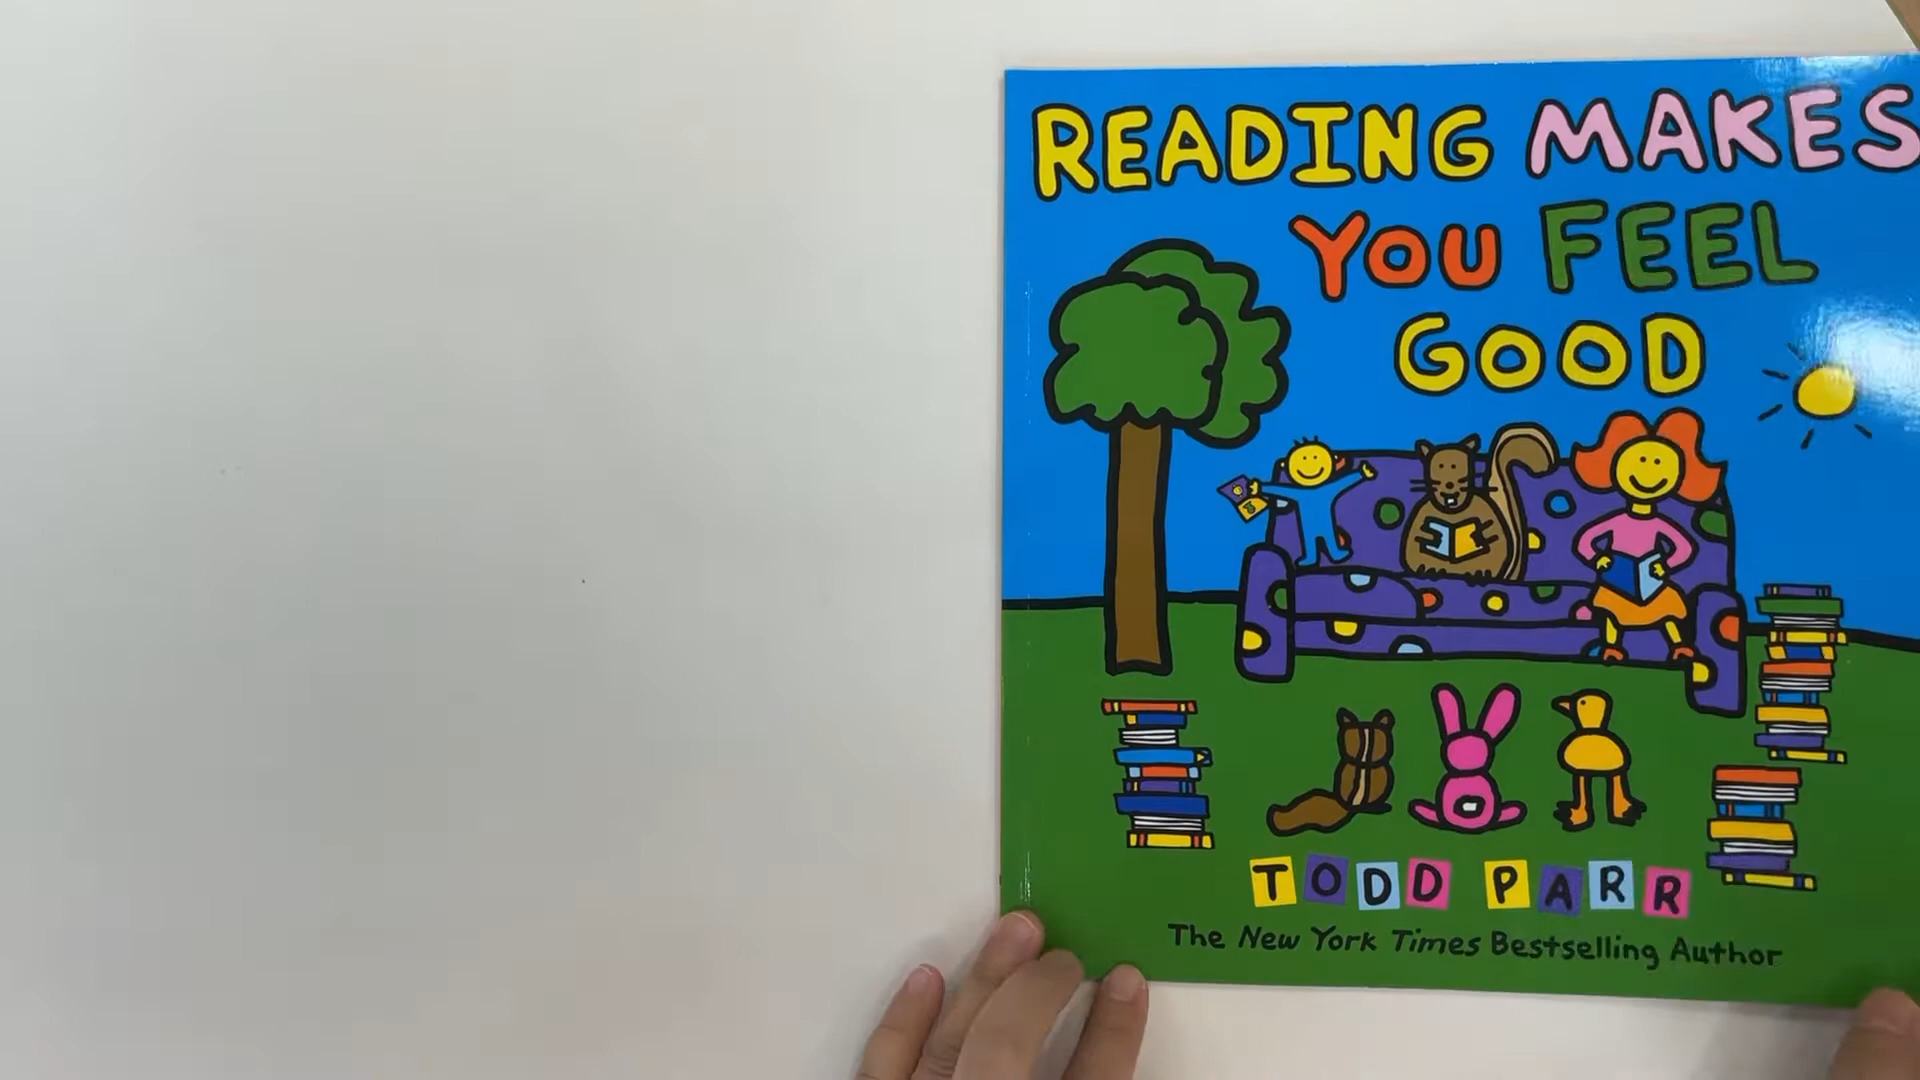 READING MAKES
YOU FEEL
GOOD
TODD PARR
The New York Times Bestselling Author